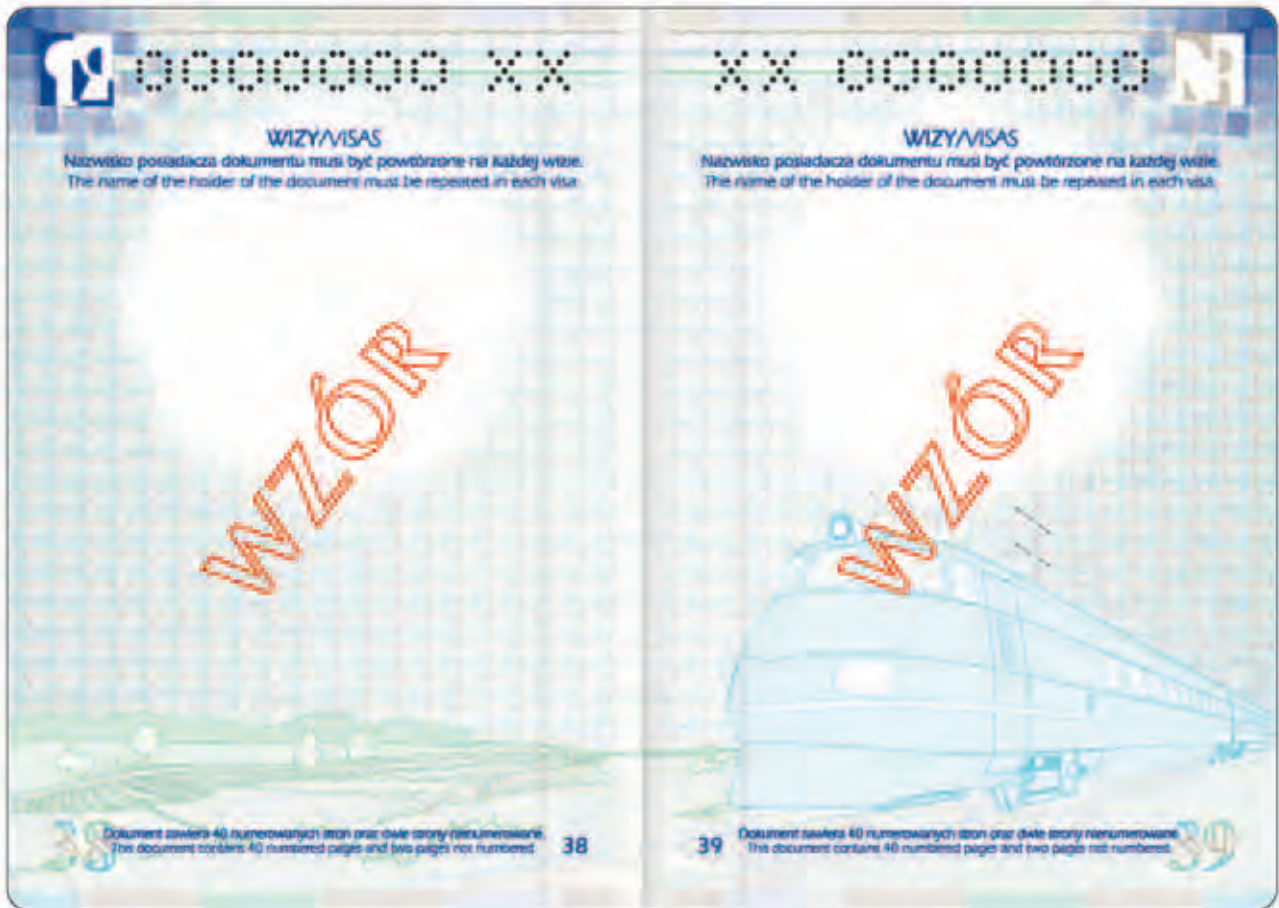 0000000 XX
WIZY/VISAS
Nazwisko posiadacza dokumentu musi być powtórzone na każdej wizie.
The name of the holder of the document must be repeated in each visa.
WZÓR
38
Dokument zawiera 40 numerowanych stron oraz dwie strony nienumerowane.
This document contains 40 numbered pages and two pages not numbered.
38
XX 0000000
WIZY/VISAS
Nazwisko posiadacza dokumentu musi być powtórzone na każdej wizie.
The name of the holder of the document must be repeated in each visa.
WZÓR
39
Dokument zawiera 40 numerowanych stron oraz dwie strony nienumerowane.
This document contains 40 numbered pages and two pages not numbered.
39